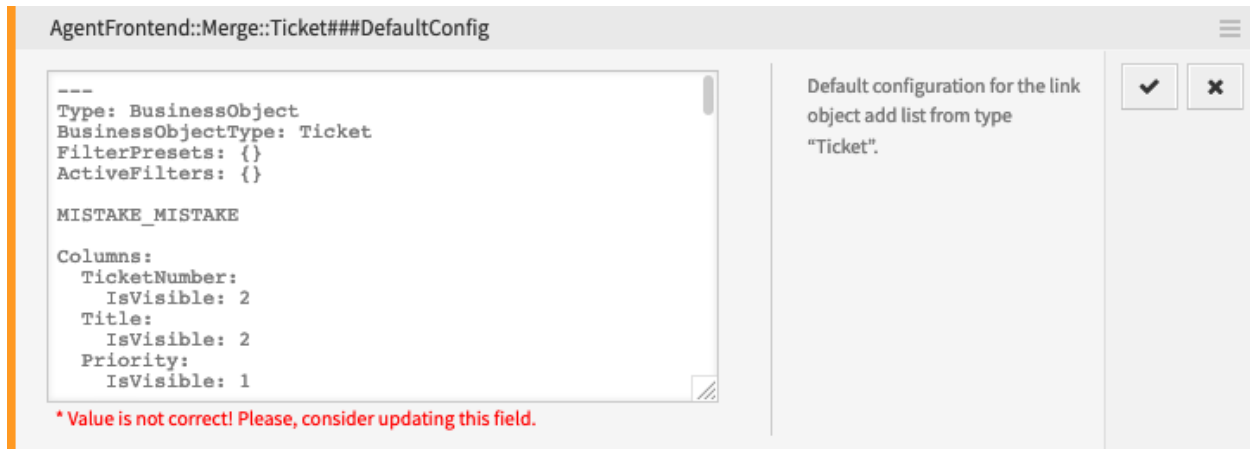 AgentFrontend::Merge::Ticket###DefaultConfig
---
Type: BusinessObject
BusinessObjectType: Ticket
FilterPresets: {}
ActiveFilters: {}
MISTAKE_MISTAKE
Columns:
  TicketNumber:
    IsVisible: 2
  Title:
    IsVisible: 2
  Priority:
    IsVisible: 1
* Value is not correct! Please, consider updating this field.
Default configuration for the link
object add list from type
“Ticket”.